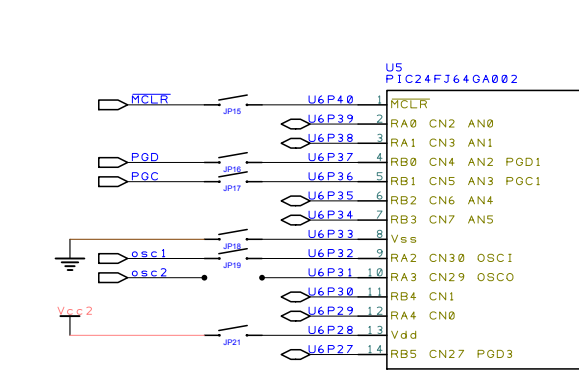 U5
PIC24FJ64GA002
MCLR JP15 U6P40 1 MCLR
U6P39 2 RA0 CN2 AN0
U6P38 3 RA1 CN3 AN1
PGD JP16 U6P37 4 RB0 CN4 AN2 PGD1
PGC JP17 U6P36 5 RB1 CN5 AN3 PGC1
U6P35 6 RB2 CN6 AN4
U6P34 7 RB3 CN7 AN5
JP18 U6P33 8 Vss
osc1 JP19 U6P32 9 RA2 CN30 OSCI
osc2 U6P31 10 RA3 CN29 OSCO
U6P30 11 RB4 CN1
Vcc2 U6P29 12 RA4 CN0
JP21 U6P28 13 Vdd
U6P27 14 RB5 CN27 PGD3